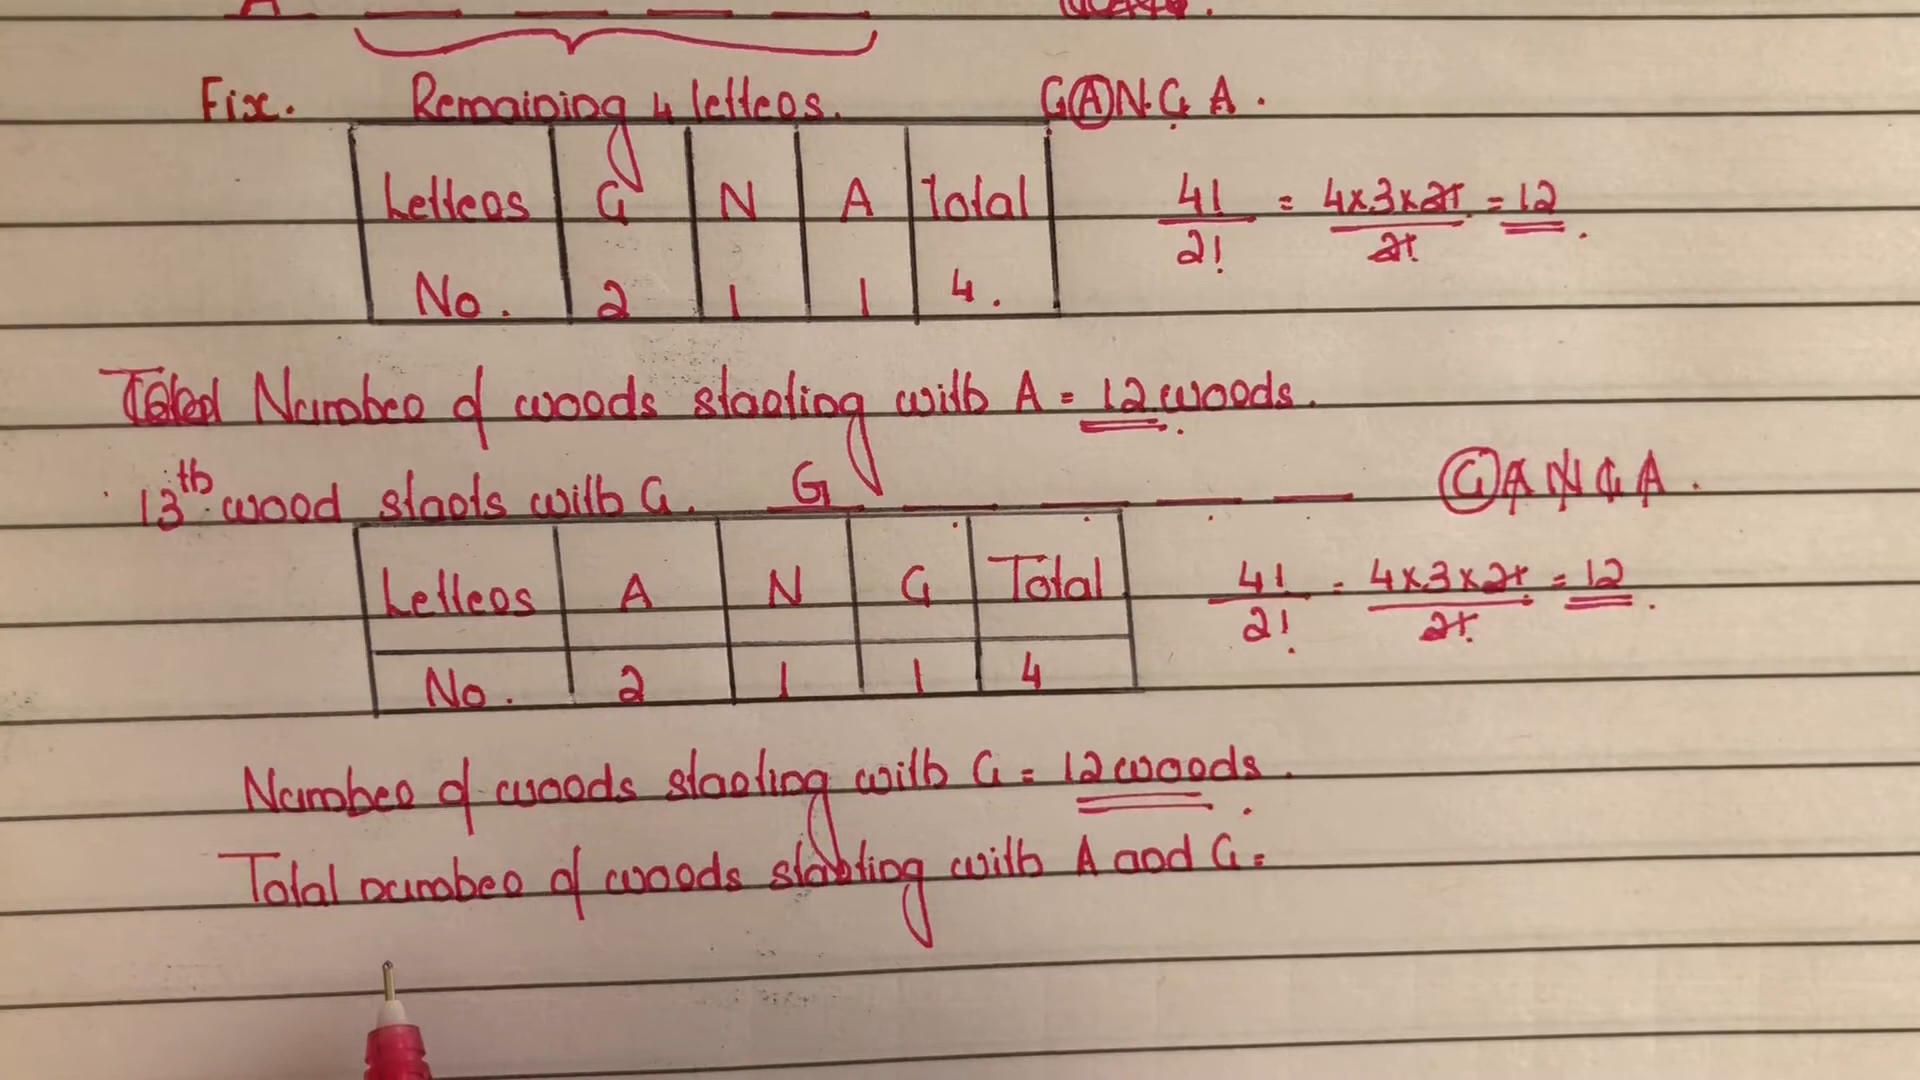 A
Fix. Remaining 4 letters. GANGA.
Letters G N A Total
4!/2! = 4x3x2!/2! = 12.
No. 2 1 1 4.
Total Number of words starting with A = 12 words.
13th word starts with G. G GANGA.
Letters A N G Total
4!/2! = 4x3x2!/2! = 12.
No. 2 1 1 4
Number of words starting with G = 12 words.
Total number of words starting with A and G =